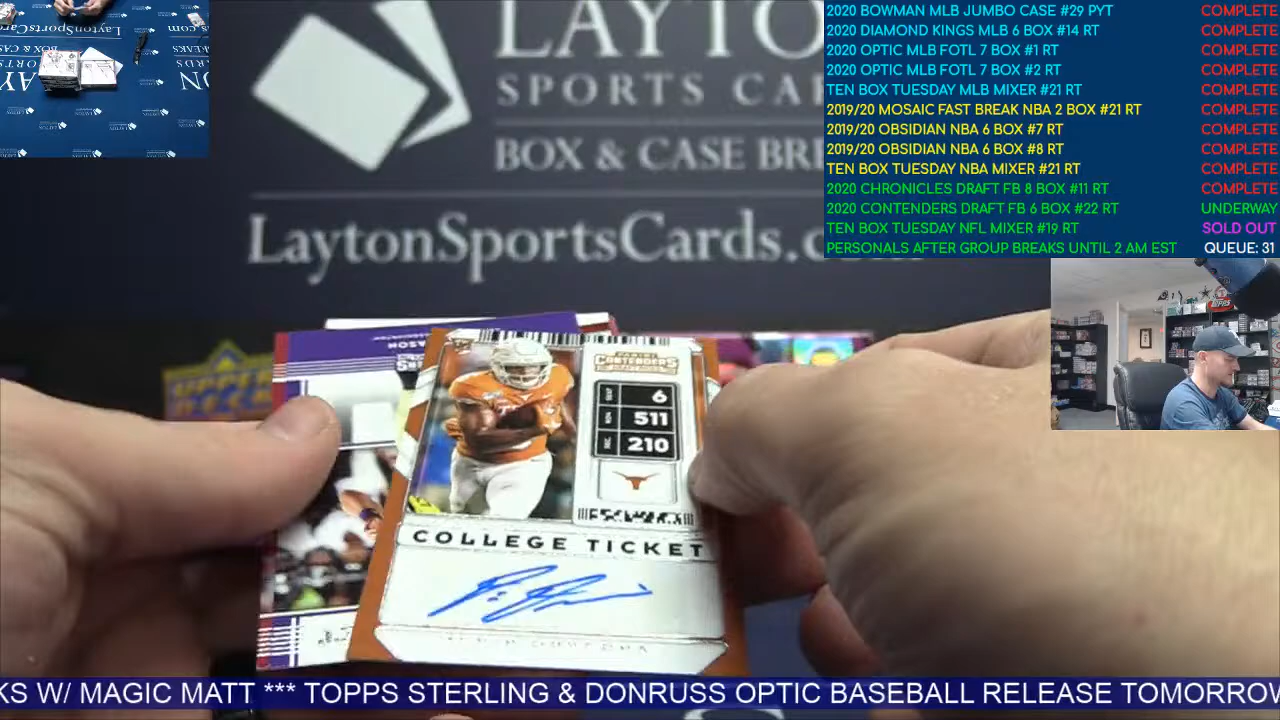 LAYTO
SPORTS CAR
BOX & CASE BRE
LaytonSportsCards.c
2020 BOWMAN MLB JUMBO CASE #29 PYT COMPLETE
2020 DIAMOND KINGS MLB 6 BOX #14 RT COMPLETE
2020 OPTIC MLB FOTL 7 BOX #1 RT COMPLETE
2020 OPTIC MLB FOTL 7 BOX #2 RT COMPLETE
TEN BOX TUESDAY MLB MIXER #21 RT COMPLETE
2019/20 MOSAIC FAST BREAK NBA 2 BOX #21 RT COMPLETE
2019/20 OBSIDIAN NBA 6 BOX #7 RT COMPLETE
2019/20 OBSIDIAN NBA 6 BOX #8 RT COMPLETE
TEN BOX TUESDAY NBA MIXER #21 RT COMPLETE
2020 CHRONICLES DRAFT FB 8 BOX #11 RT COMPLETE
2020 CONTENDERS DRAFT FB 6 BOX #22 RT UNDERWAY
TEN BOX TUESDAY NFL MIXER #19 RT SOLD OUT
PERSONALS AFTER GROUP BREAKS UNTIL 2 AM EST QUEUE: 31
UPPER
ASON
CONTENDERS
6
511
210
COLLEGE TICKET
KS W/ MAGIC MATT *** TOPPS STERLING & DONRUSS OPTIC BASEBALL RELEASE TOMORROW